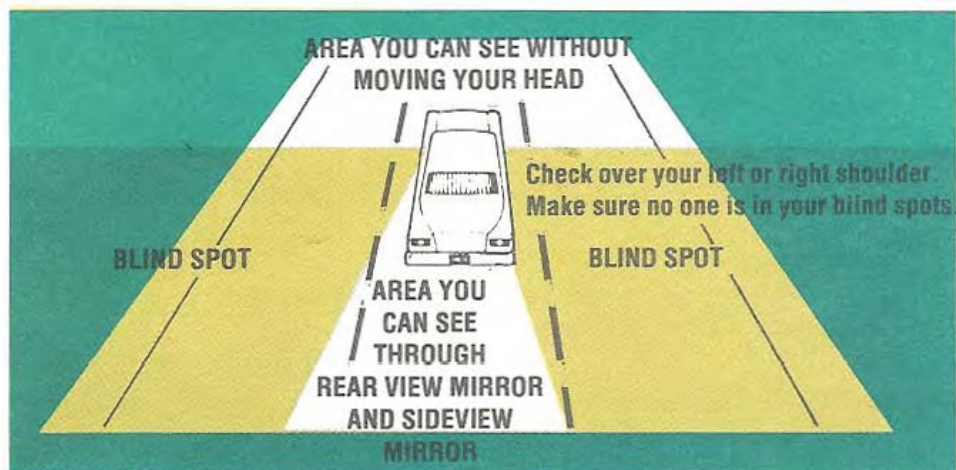 AREA YOU CAN SEE WITHOUT
MOVING YOUR HEAD
Check over your left or right shoulder.
Make sure no one is in your blind spots.
BLIND SPOT
BLIND SPOT
AREA YOU
CAN SEE
THROUGH
REAR VIEW MIRROR
AND SIDEVIEW
MIRROR